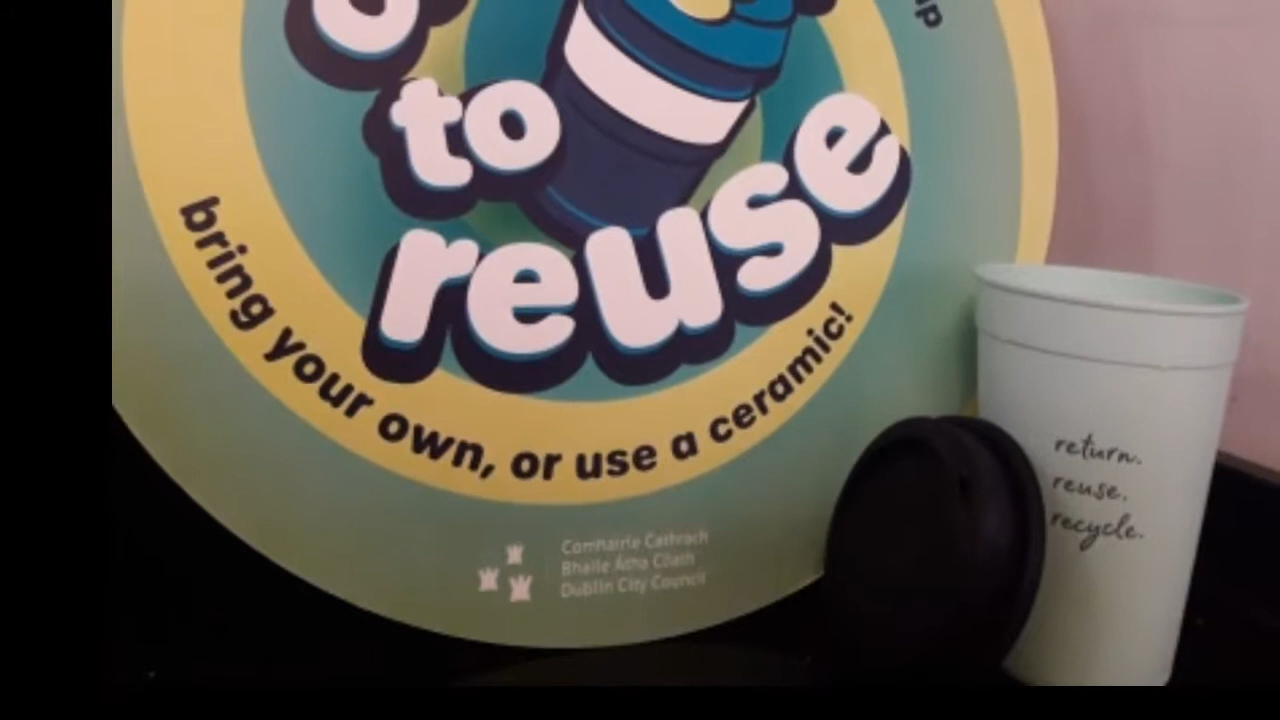 to
reuse
bring your own, or use a ceramic!
Comhairle Cathrach
Bhaile Átha Cliath
Dublin City Council
return.
reuse.
recycle.